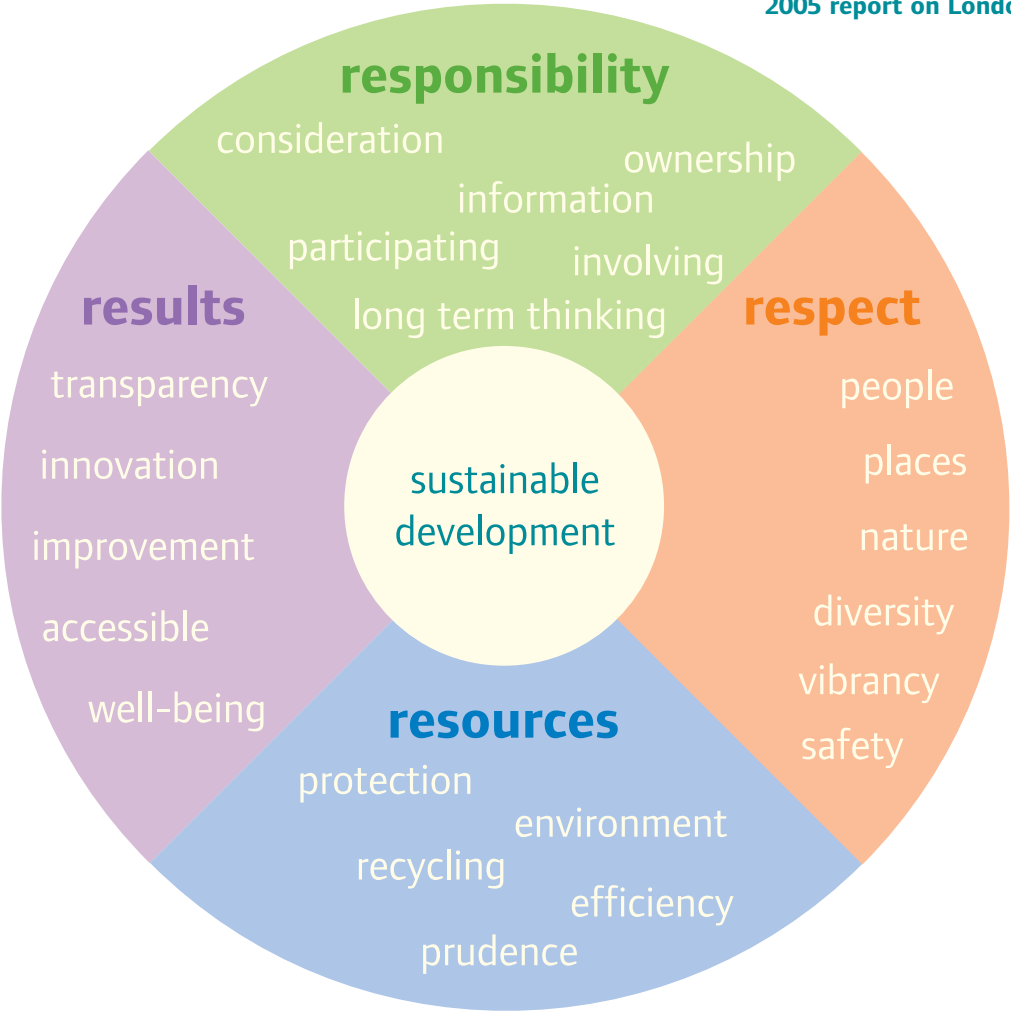 2005 report on Londo
responsibility
consideration
ownership
information
participating
involving
long term thinking
results
transparency
innovation
improvement
accessible
well-being
respect
people
places
nature
diversity
vibrancy
safety
sustainable
development
resources
protection
environment
recycling
efficiency
prudence